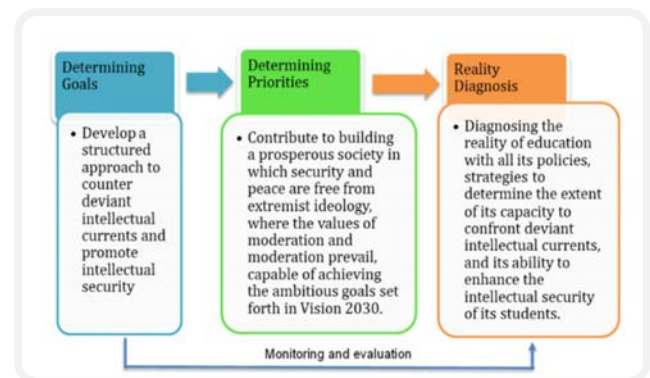 Determining
Goals
• Develop a
structured
approach to
counter
deviant
intellectual
currents and
promote
intellectual
security
Determining
Priorities
• Contribute to building
a prosperous society in
which security and
peace are free from
extremist ideology,
where the values of
moderation and
moderation prevail,
capable of achieving
the ambitious goals set
forth in Vision 2030.
Reality
Diagnosis
• Diagnosing the
reality of education
with all its policies,
strategies to
determine the extent
of its capacity to
confront deviant
intellectual currents,
and its ability to
enhance the
intellectual security
of its students.
Monitoring and evaluation